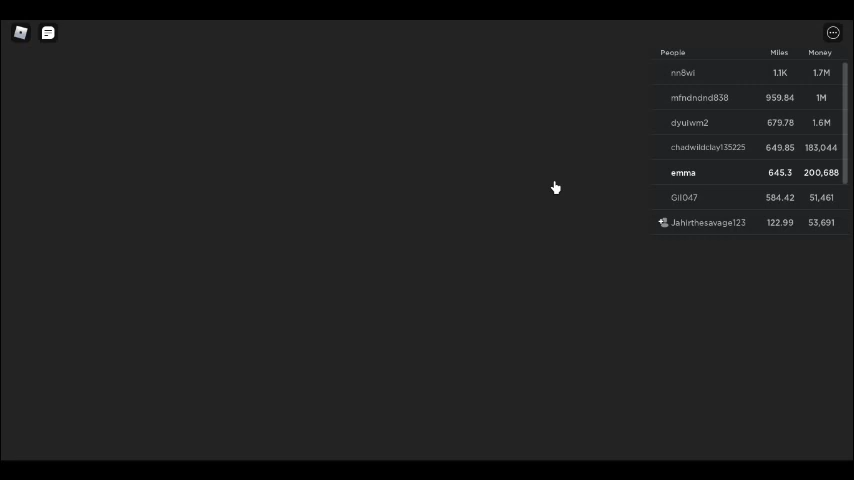 People Miles Money
nn8wi 1.1K 1.7M
mfndndnd838 959.84 1M
dyuiwm2 679.78 1.6M
chadwildclay135225 649.85 183,044
emma 645.3 200,688
Gil047 584.42 51,461
Jahirthesavage123 122.99 53,691